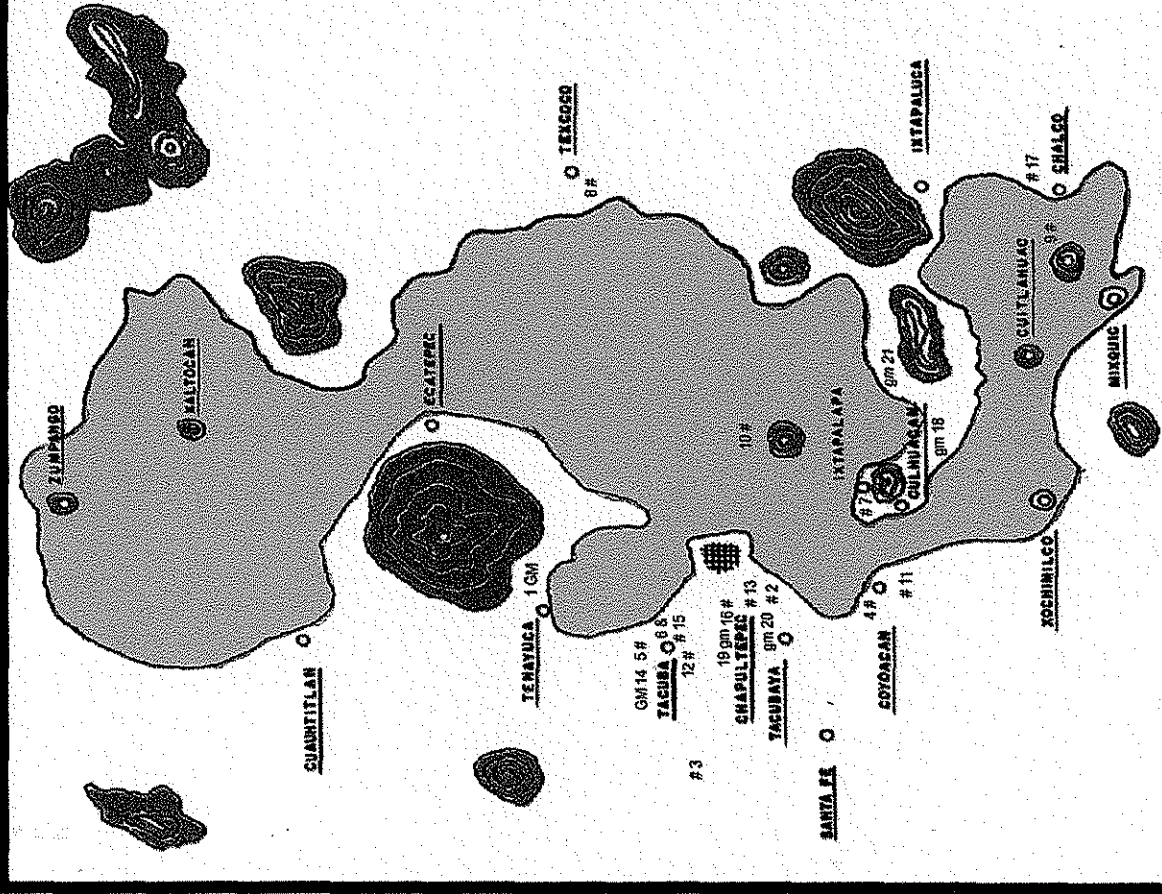 ZUMPANGO
XALTOCAN
CUAUHTITLAN
ECATEPEC
TENAYUCA
1 GM
TEXCOCO
8#
GM14 5#
TACUBA
6 &
# 15
12#
#3
19 gm 16#
CHAPULTEPEC
#13
TACUBAYA
gm 20
#2
10#
SANTA FE
IXTAPALAPA
#7
4#
COYOACAN
#11
gm 21
CULHUACAN
gm 18
IXTAPALUCA
#17
CHALCO
9#
CUITLAHUAC
XOCHIMILCO
MIXQUIC